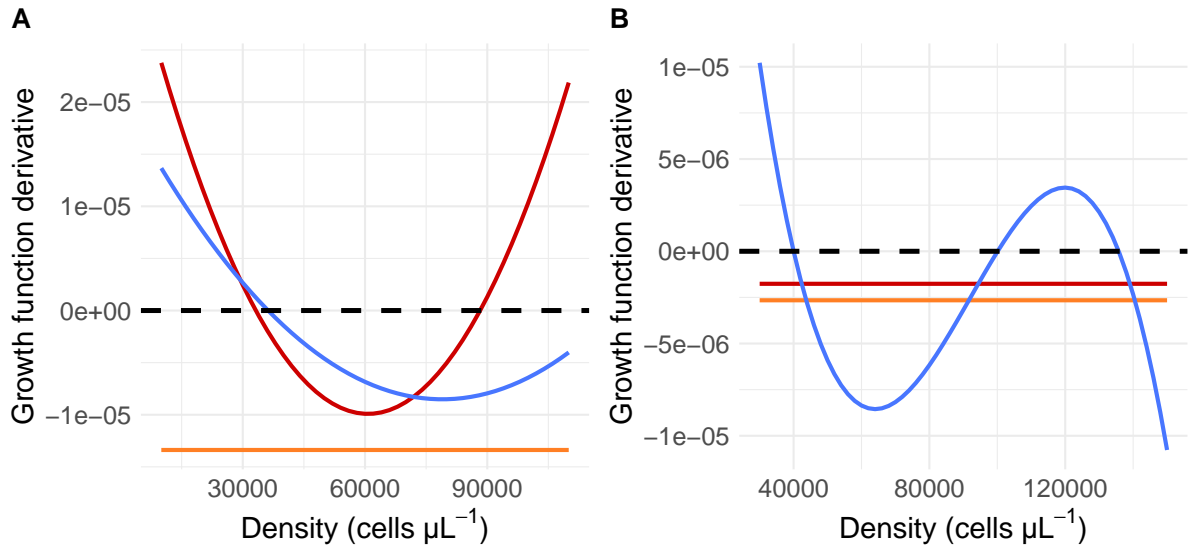 A
Growth function derivative
2e−05
1e−05
0e+00
−1e−05
30000 60000 90000
Density (cells µL⁻¹)
B
Growth function derivative
1e−05
5e−06
0e+00
−5e−06
−1e−05
40000 80000 120000
Density (cells µL⁻¹)